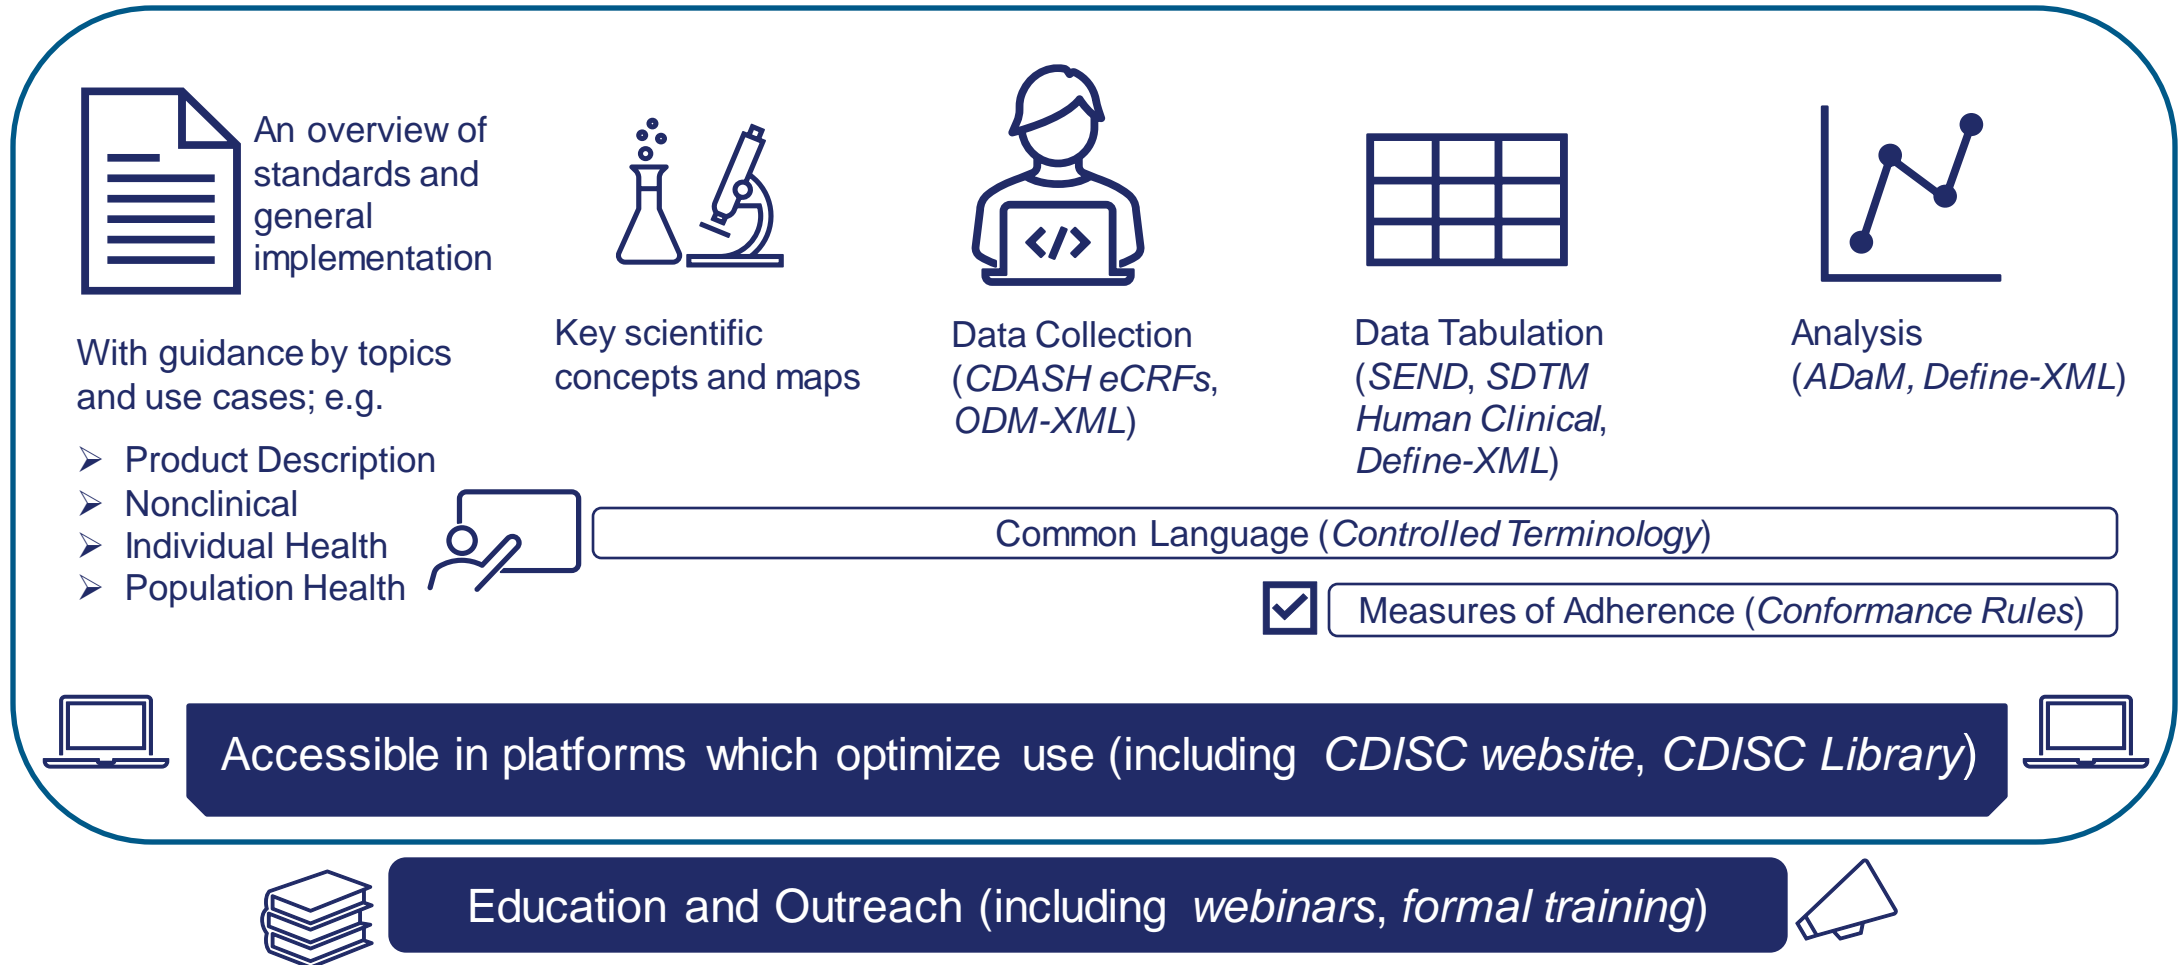 An overview of
standards and
general
implementation
With guidance by topics
and use cases; e.g.
➢ Product Description
➢ Nonclinical
➢ Individual Health
➢ Population Health
Key scientific
concepts and maps
</>
Data Collection
(CDASH eCRFs,
ODM-XML)
Data Tabulation
(SEND, SDTM
Human Clinical,
Define-XML)
Analysis
(ADaM, Define-XML)
Common Language (Controlled Terminology)
Measures of Adherence (Conformance Rules)
Accessible in platforms which optimize use (including CDISC website, CDISC Library)
Education and Outreach (including webinars, formal training)